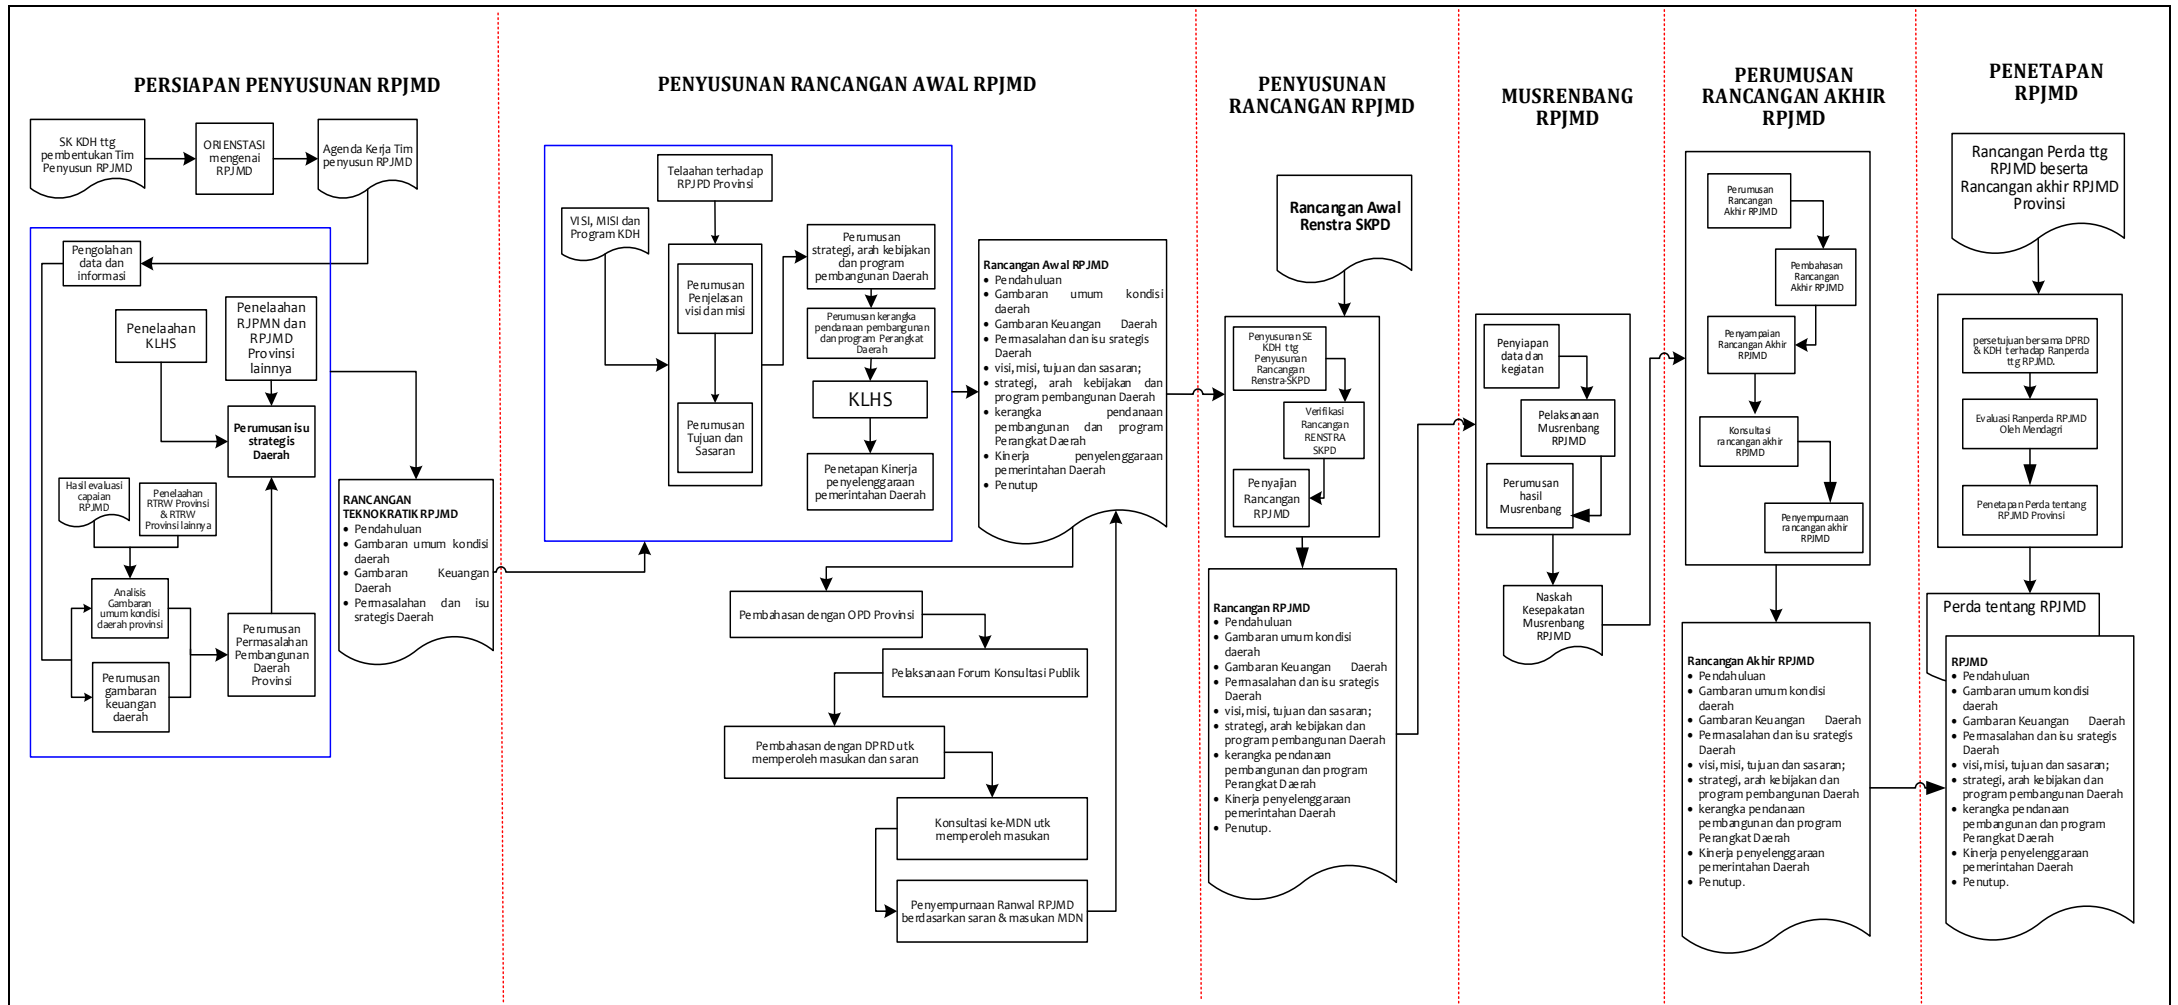 PERSIAPAN PENYUSUNAN RPJMD
SK KDH ttg
pembentukan Tim
Penyusun RPJMD
ORIENSTASI
mengenai
RPJMD
Agenda Kerja Tim
penyusun RPJMD
Pengolahan
data dan
informasi
Penelaahan
KLHS
Penelaahan
RJPMN dan
RPJMD
Provinsi
lainnya
Perumusan isu
strategis
Daerah
Hasil evaluasi
capaian
RPJMD
Penelaahan
RTRW Provinsi
& RTRW
Provinsi lainnya
Analisis
Gambaran
umum kondisi
daerah provinsi
Perumusan
gambaran
keuangan
daerah
Perumusan
Permasalahan
Pembangunan
Daerah
Provinsi
RANCANGAN
TEKNOKRATIK RPJMD
• Pendahuluan
• Gambaran umum kondisi
daerah
• Gambaran Keuangan
Daerah
• Permasalahan dan isu
srategis Daerah
PENYUSUNAN RANCANGAN AWAL RPJMD
Telaahan terhadap
RPJPD Provinsi
VISI, MISI dan
Program KDH
Perumusan
Penjelasan
visi dan misi
Perumusan
Tujuan dan
Sasaran
Perumusan
strategi, arah kebijakan
dan program
pembangunan Daerah
Perumusan kerangka
pendanaan pembangunan
dan program Perangkat
Daerah
KLHS
Penetapan Kinerja
penyelenggaraan
pemerintahan Daerah
Rancangan Awal RPJMD
• Pendahuluan
• Gambaran umum kondisi
daerah
• Gambaran Keuangan Daerah
• Permasalahan dan isu srategis
Daerah
• visi, misi, tujuan dan sasaran;
• strategi, arah kebijakan dan
program pembangunan Daerah
• kerangka pendanaan
pembangunan dan program
Perangkat Daerah
• Kinerja penyelenggaraan
pemerintahan Daerah
• Penutup
Pembahasan dengan OPD Provinsi
Pelaksanaan Forum Konsultasi Publik
Pembahasan dengan DPRD utk
memperoleh masukan dan saran
Konsultasi ke-MDN utk
memperoleh masukan
Penyempurnaan Ranwal RPJMD
berdasarkan saran & masukan MDN
PENYUSUNAN
RANCANGAN RPJMD
Rancangan Awal
Renstra SKPD
Penyusunan SE
KDH ttg
Penyusunan
Rancangan
Renstra-SKPD
Verifikasi
Rancangan
RENSTRA
SKPD
Penyajian
Rancangan
RPJMD
Rancangan RPJMD
• Pendahuluan
• Gambaran umum kondisi
daerah
• Gambaran Keuangan Daerah
• Permasalahan dan isu srategis
Daerah
• visi, misi, tujuan dan sasaran;
• strategi, arah kebijakan dan
program pembangunan Daerah
• kerangka pendanaan
pembangunan dan program
Perangkat Daerah
• Kinerja penyelenggaraan
pemerintahan Daerah
• Penutup.
MUSRENBANG
RPJMD
Penyiapan
data dan
kegiatan
Pelaksanaan
Musrenbang
RPJMD
Perumusan
hasil
Musrenbang
Naskah
Kesepakatan
Musrenbang
RPJMD
PERUMUSAN
RANCANGAN AKHIR
RPJMD
Perumusan
Rancangan
Akhir RPJMD
Pembahasan
Rancangan
Akhir RPJMD
Penyampaian
Rancangan Akhir
RPJMD
Konsultasi
rancangan akhir
RPJMD
Penyempurnaan
rancangan akhir
RPJMD
Rancangan Akhir RPJMD
• Pendahuluan
• Gambaran umum kondisi
daerah
• Gambaran Keuangan Daerah
• Permasalahan dan isu srategis
Daerah
• visi, misi, tujuan dan sasaran;
• strategi, arah kebijakan dan
program pembangunan Daerah
• kerangka pendanaan
pembangunan dan program
Perangkat Daerah
• Kinerja penyelenggaraan
pemerintahan Daerah
• Penutup.
PENETAPAN
RPJMD
Rancangan Perda ttg
RPJMD beserta
Rancangan akhir RPJMD
Provinsi
persetujuan bersama DPRD
& KDH terhadap Ranperda
ttg RPJMD.
Evaluasi Ranperda RPJMD
Oleh Mendagri
Penetapan Perda tentang
RPJMD Provinsi
Perda tentang RPJMD
RPJMD
• Pendahuluan
• Gambaran umum kondisi
daerah
• Gambaran Keuangan Daerah
• Permasalahan dan isu srategis
Daerah
• visi, misi, tujuan dan sasaran;
• strategi, arah kebijakan dan
program pembangunan Daerah
• kerangka pendanaan
pembangunan dan program
Perangkat Daerah
• Kinerja penyelenggaraan
pemerintahan Daerah
• Penutup.